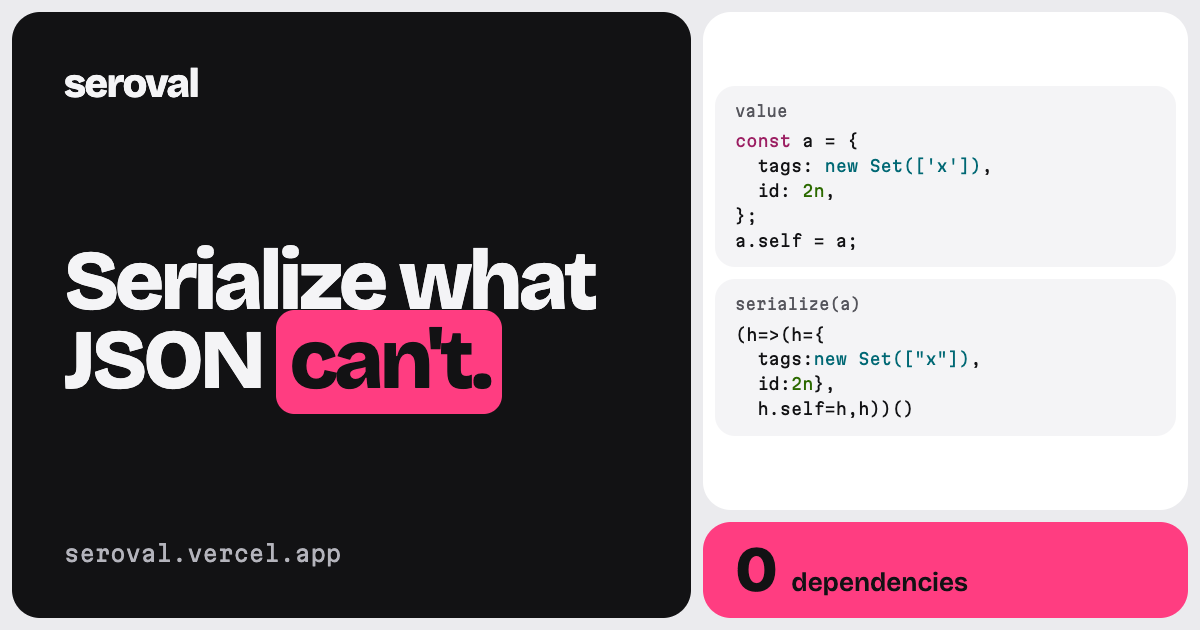 seroval
Serialize what
JSON can't.
seroval.vercel.app
value
const a = {
  tags: new Set(['x']),
  id: 2n,
};
a.self = a;
serialize(a)
(h=>(h={
  tags:new Set(["x"]),
  id:2n},
  h.self=h,h))()
0 dependencies